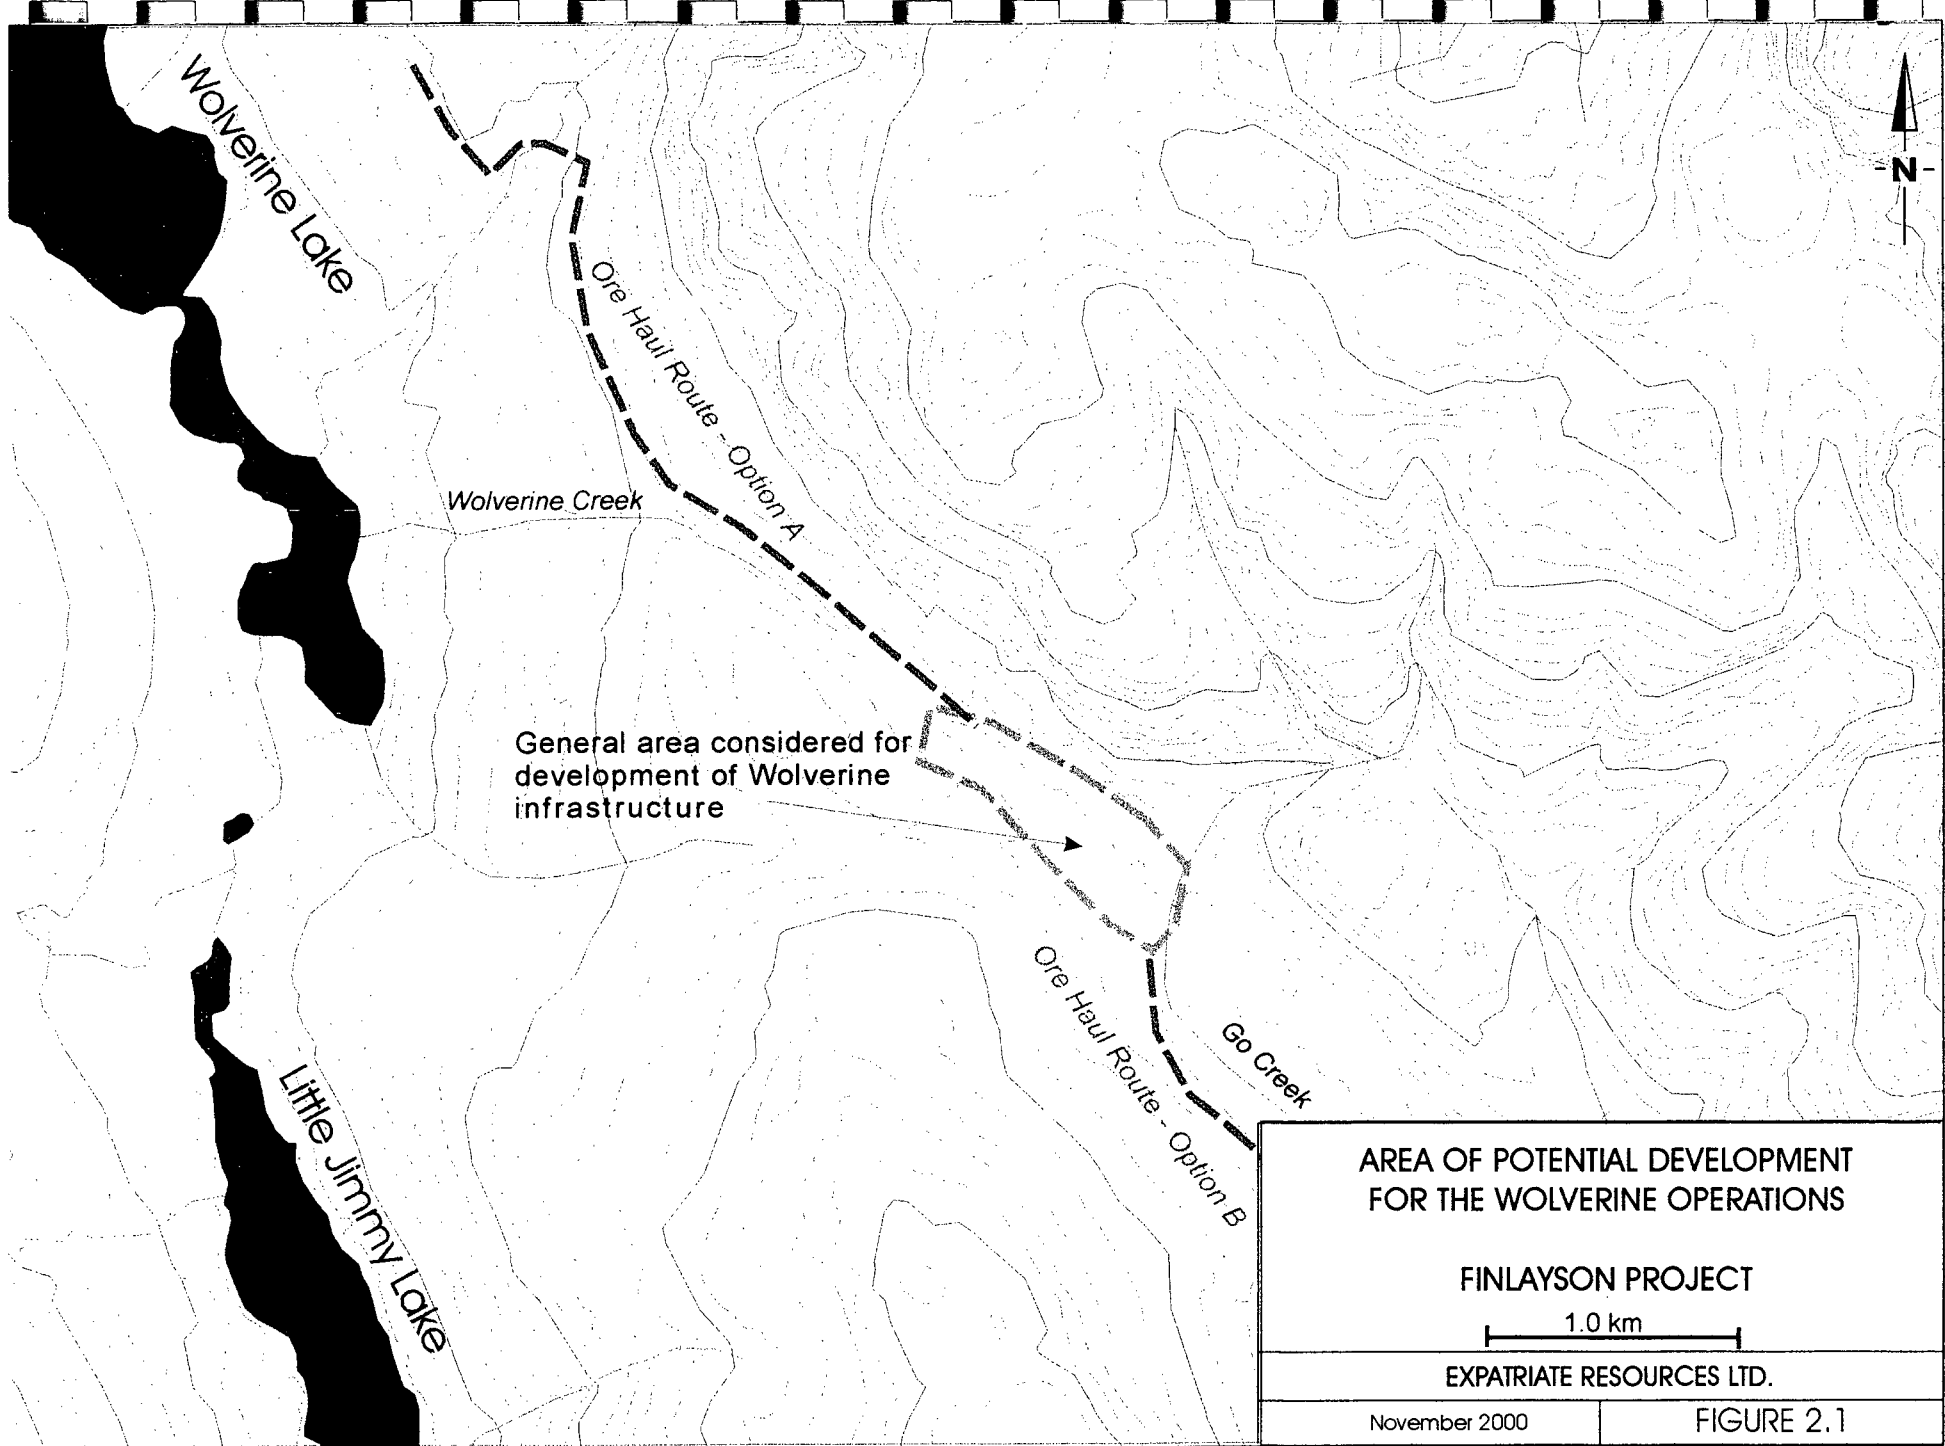 Wolverine Lake
N
Ore Haul Route - Option A
Wolverine Creek
General area considered for
development of Wolverine
infrastructure
Ore Haul Route - Option B
Go Creek
Little Jimmy Lake
AREA OF POTENTIAL DEVELOPMENT
FOR THE WOLVERINE OPERATIONS
FINLAYSON PROJECT
1.0 km
EXPATRIATE RESOURCES LTD.
November 2000
FIGURE 2.1